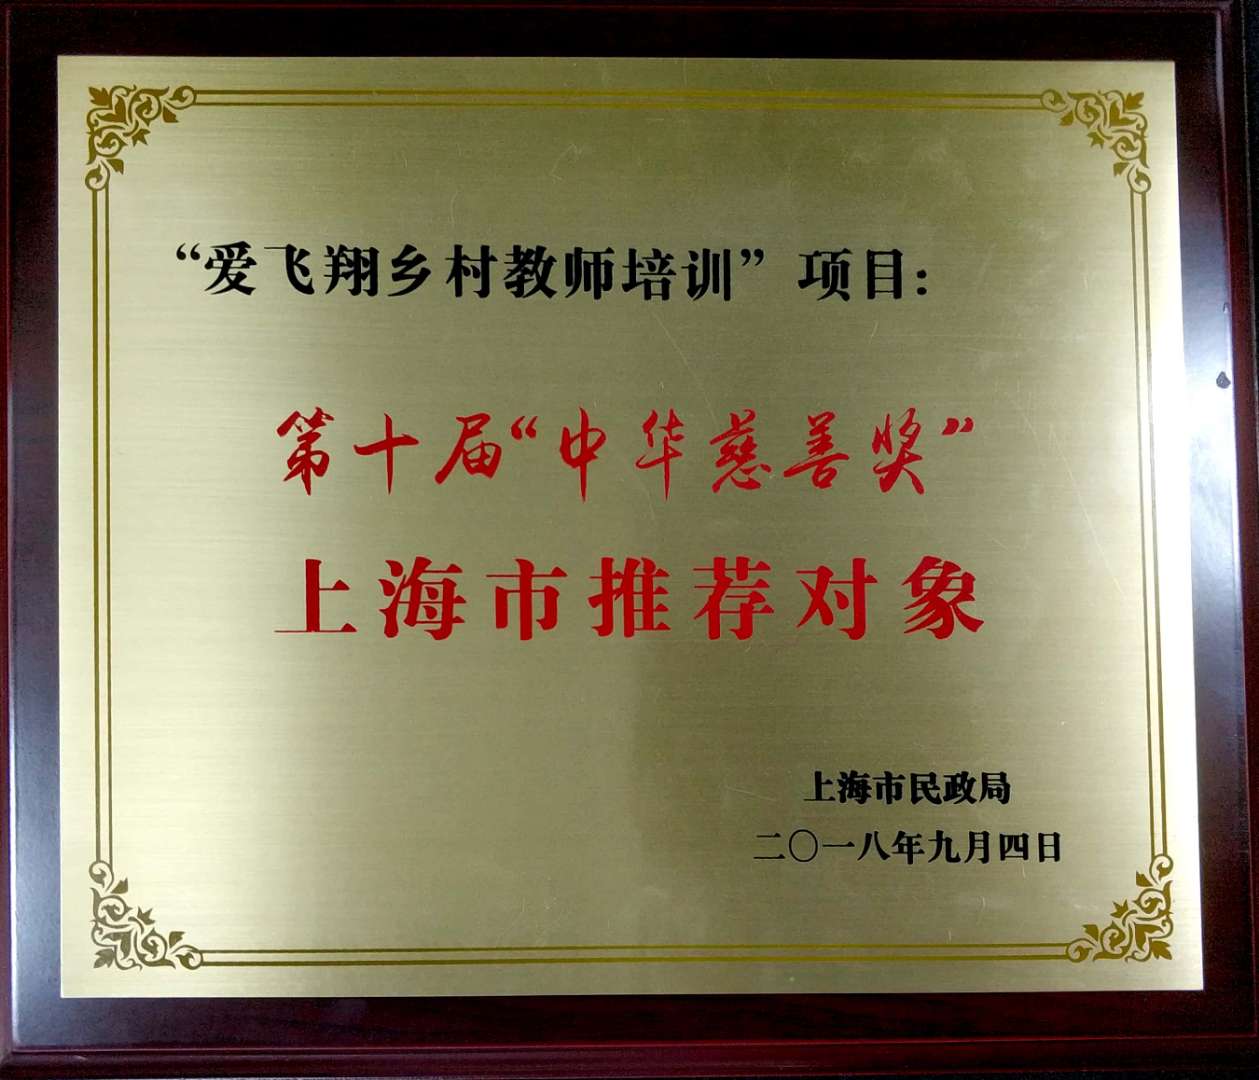 “爱飞翔乡村教师培训”项目：
第十届“中华慈善奖”
上海市推荐对象
上海市民政局
二〇一八年九月四日